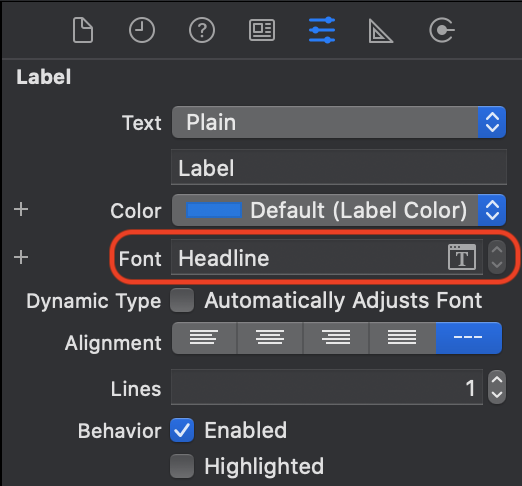 Label
Text Plain
Label
+ Color Default (Label Color)
+ Font Headline T
Dynamic Type Automatically Adjusts Font
Alignment
Lines 1
Behavior Enabled
Highlighted